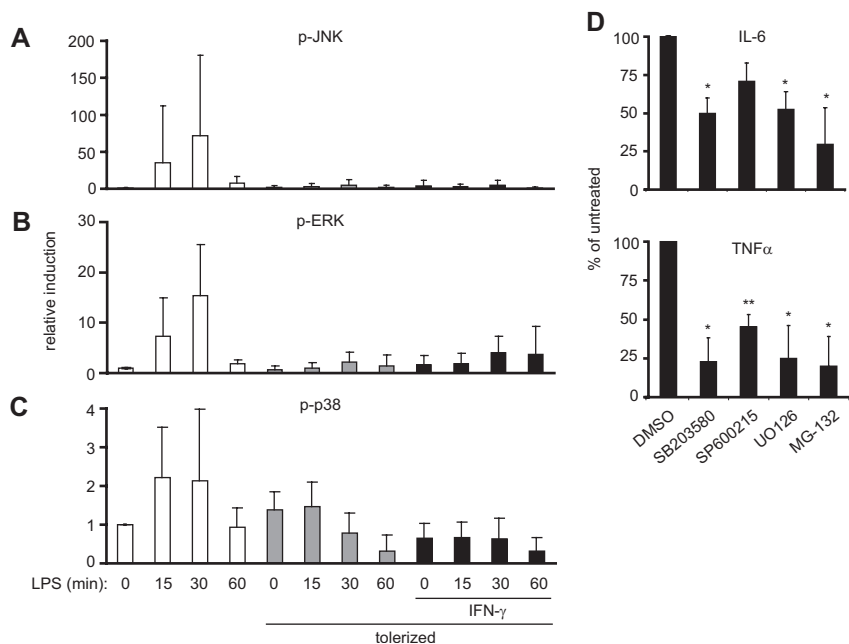 A
p-JNK
200
150
100
50
0
B
p-ERK
30
20
10
0
relative induction
C
p-p38
4
3
2
1
0
LPS (min): 0 15 30 60 0 15 30 60 0 15 30 60
IFN-γ
tolerized
D
IL-6
100
75
50
25
* * *
% of untreated
TNFα
100
75
50
25
0
* ** * *
DMSO
SB203580
SP600215
UO126
MG-132